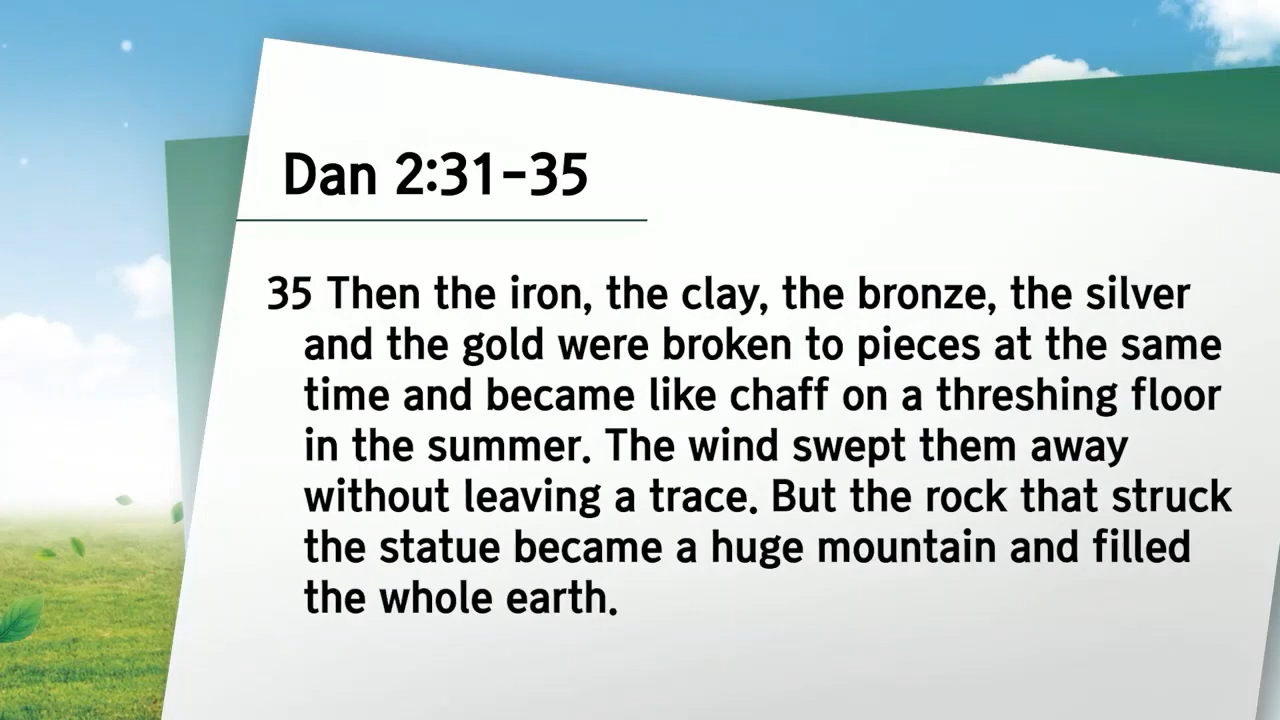 Dan 2:31-35
35 Then the iron, the clay, the bronze, the silver
and the gold were broken to pieces at the same
time and became like chaff on a threshing floor
in the summer. The wind swept them away
without leaving a trace. But the rock that struck
the statue became a huge mountain and filled
the whole earth.